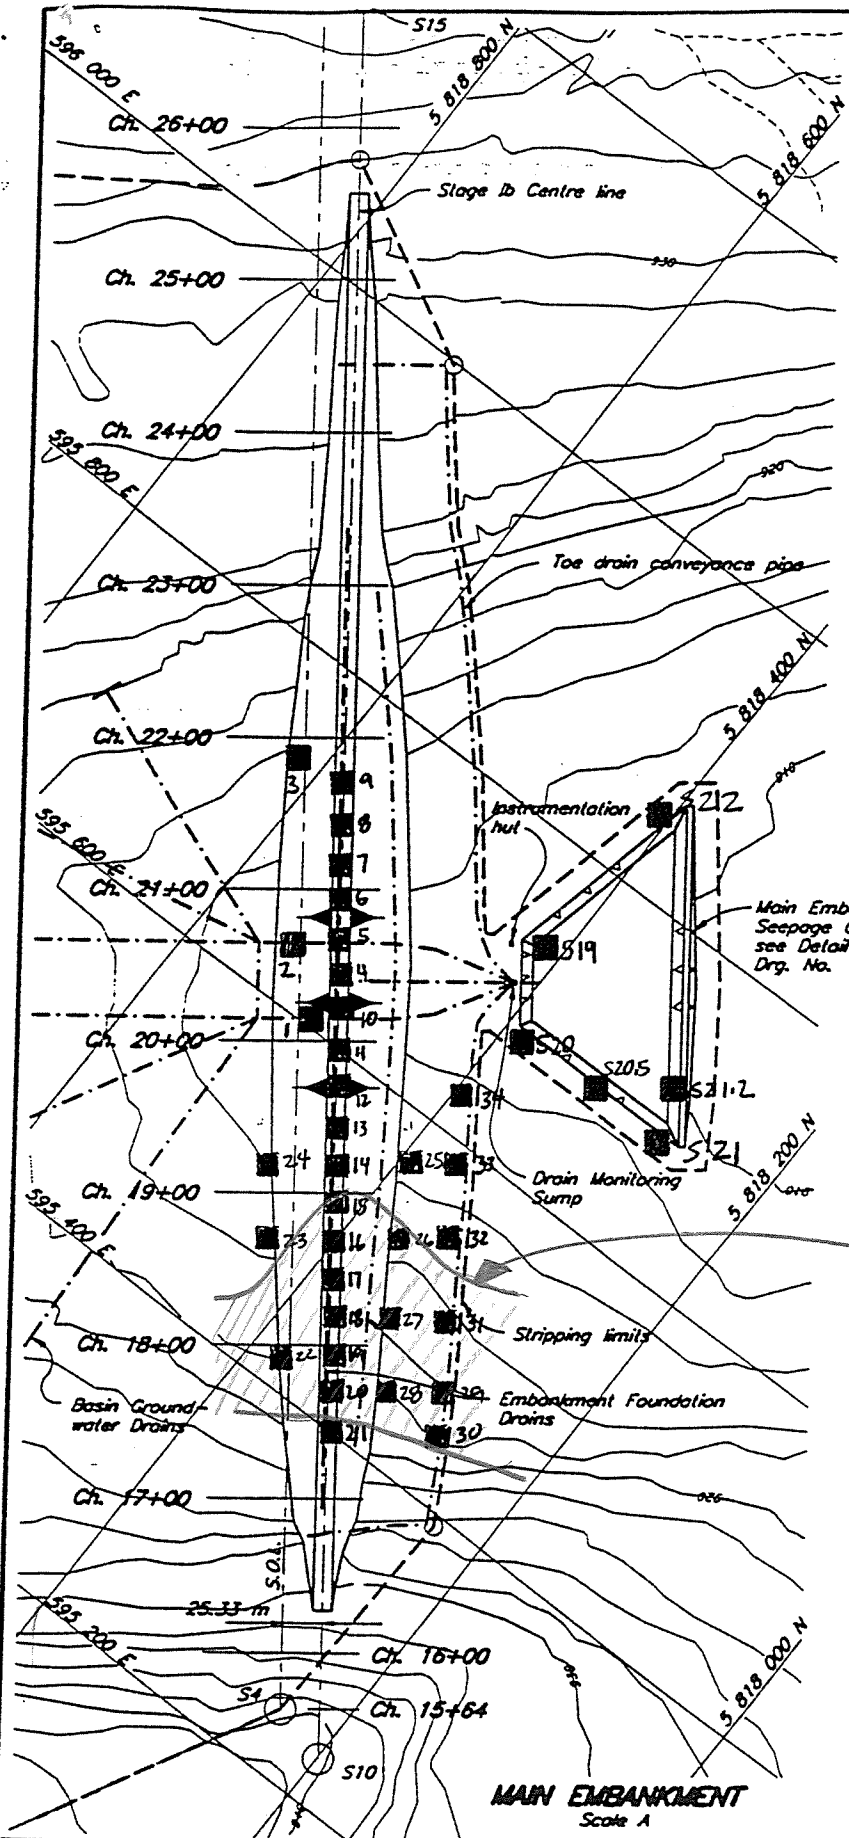 S15
596 000 E
5 818 800 N
Ch. 26+00
5 818 600 N
Stage Ib Centre line
930
Ch. 25+00
Ch. 24+00
595 800 E
920
Toe drain conveyance pipe
Ch. 23+00
5 818 400 N
Ch. 22+00
3
9
910
S212
8
Instrumentation
hut
595 600 E
7
Ch. 21+00
6
Main Emb
Seepage
see Detail
Drg. No.
5
S19
2
4
1
10
Ch. 20+00
S20
11
S20.5
12
34
S21.2
13
5 818 200 N
S21
24
14
25
33
Drain Monitoring
Sump
Ch. 19+00
595 400 E
15
23
16
26
32
17
18
27
31
Stripping limits
Ch. 18+00
22
19
20
28
29
Embankment Foundation
Drains
Basin Ground-
water Drains
21
30
Ch. 17+00
920
S.O.L.
25.33 m
595 200 E
Ch. 16+00
5 818 000 N
S4
Ch. 15+64
S10
MAIN EMBANKMENT
Scale A